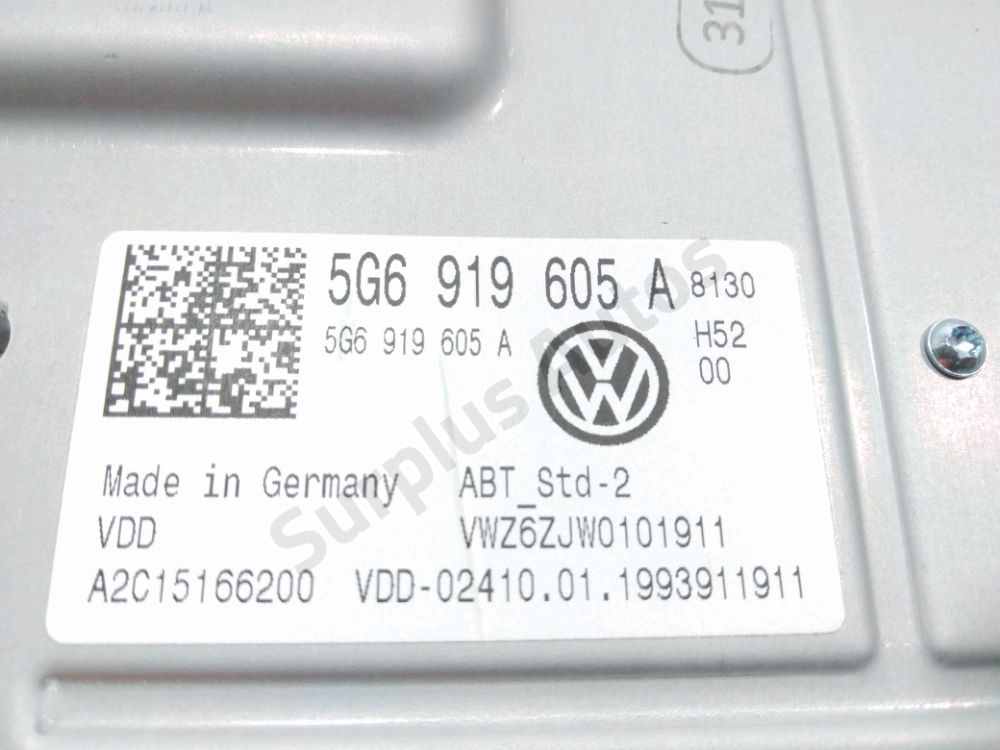 31
5G6 919 605 A 8130
5G6 919 605 A H52
00
Made in Germany ABT_Std-2
VDD VWZ6ZJW0101911
A2C15166200 VDD-02410.01.1993911911
Surplus Autos